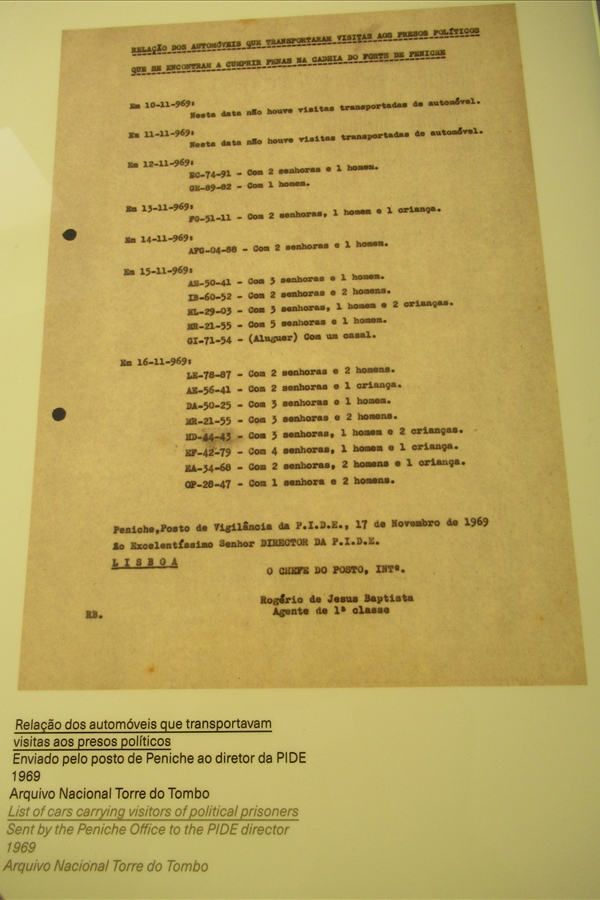 RELAÇÃO DOS AUTOMÓVEIS QUE TRANSPORTARAM VISITAS AOS PRESOS POLÍTICOS
QUE SE ENCONTRAM A CUMPRIR PENAS NA CADEIA DO FORTE DE PENICHE
Em 10-11-969:
Nesta data não houve visitas transportadas de automóvel.
Em 11-11-969:
Nesta data não houve visitas transportadas de automóvel.
Em 12-11-969:
EC-74-91 - Com 2 senhoras e 1 homem.
GE-89-82 - Com 1 homem.
Em 13-11-969:
FG-51-11 - Com 2 senhoras, 1 homem e 1 criança.
Em 14-11-969:
AFG-04-88 - Com 2 senhoras e 1 homem.
Em 15-11-969:
AH-50-41 - Com 3 senhoras e 1 homem.
IB-60-52 - Com 2 senhoras e 2 homens.
ML-29-03 - Com 3 senhoras, 1 homem e 2 crianças.
MR-21-55 - Com 5 senhoras e 1 homem.
GI-71-54 - (Aluguer) Com um casal.
Em 16-11-969:
LE-78-87 - Com 2 senhoras e 2 homens.
AE-56-41 - Com 2 senhoras e 1 criança.
DA-50-25 - Com 3 senhoras e 1 homem.
MR-21-55 - Com 3 senhoras e 2 homens.
HD-44-43 - Com 3 senhoras, 1 homem e 2 crianças.
EF-42-79 - Com 4 senhoras, 1 homem e 1 criança.
EA-34-68 - Com 2 senhoras, 2 homens e 1 criança.
OP-28-47 - Com 1 senhora e 2 homens.
Peniche,Posto de Vigilância da P.I.D.E., 17 de Novembro de 1969
Ao Excelentíssimo Senhor DIRECTOR DA P.I.D.E.
L I S B O A
O CHEFE DO POSTO, INTº.
Rogério de Jesus Baptista
Agente de 1ª classe
RB.
Relação dos automóveis que transportavam
visitas aos presos políticos
Enviado pelo posto de Peniche ao diretor da PIDE
1969
Arquivo Nacional Torre do Tombo
List of cars carrying visitors of political prisoners
Sent by the Peniche Office to the PIDE director
1969
Arquivo Nacional Torre do Tombo